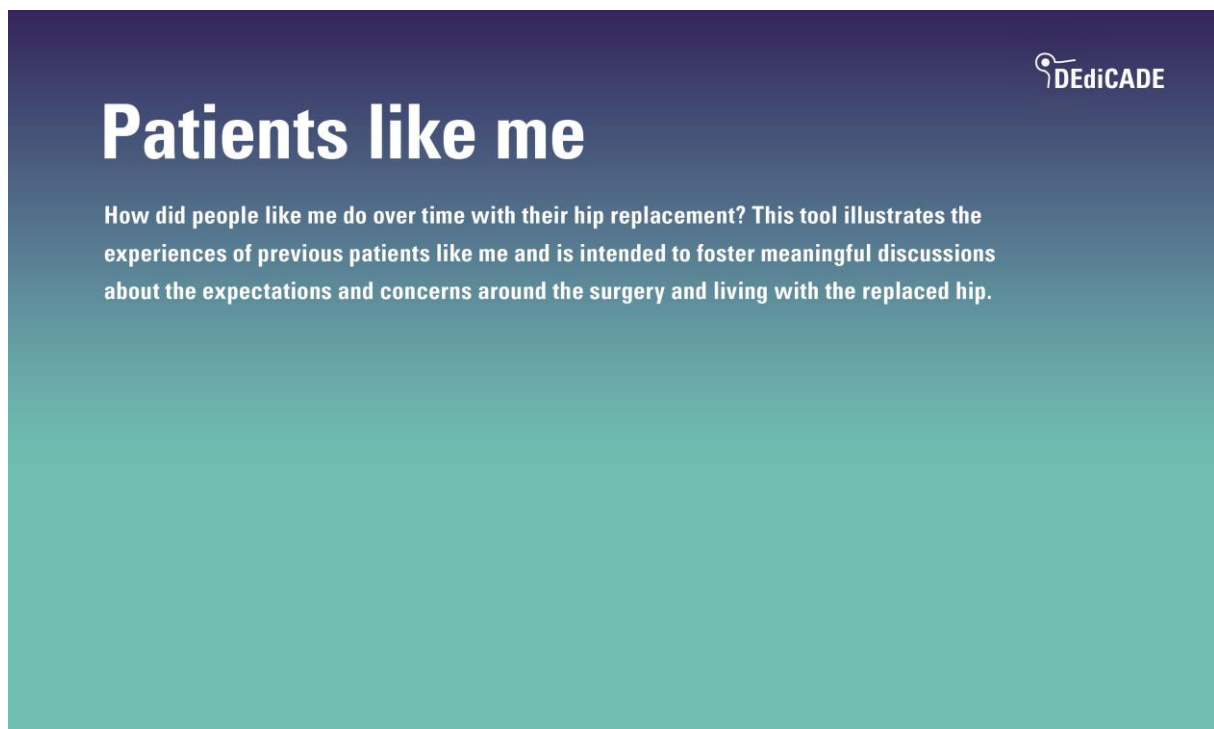 DEdiCADE
Patients like me
How did people like me do over time with their hip replacement? This tool illustrates the
experiences of previous patients like me and is intended to foster meaningful discussions
about the expectations and concerns around the surgery and living with the replaced hip.